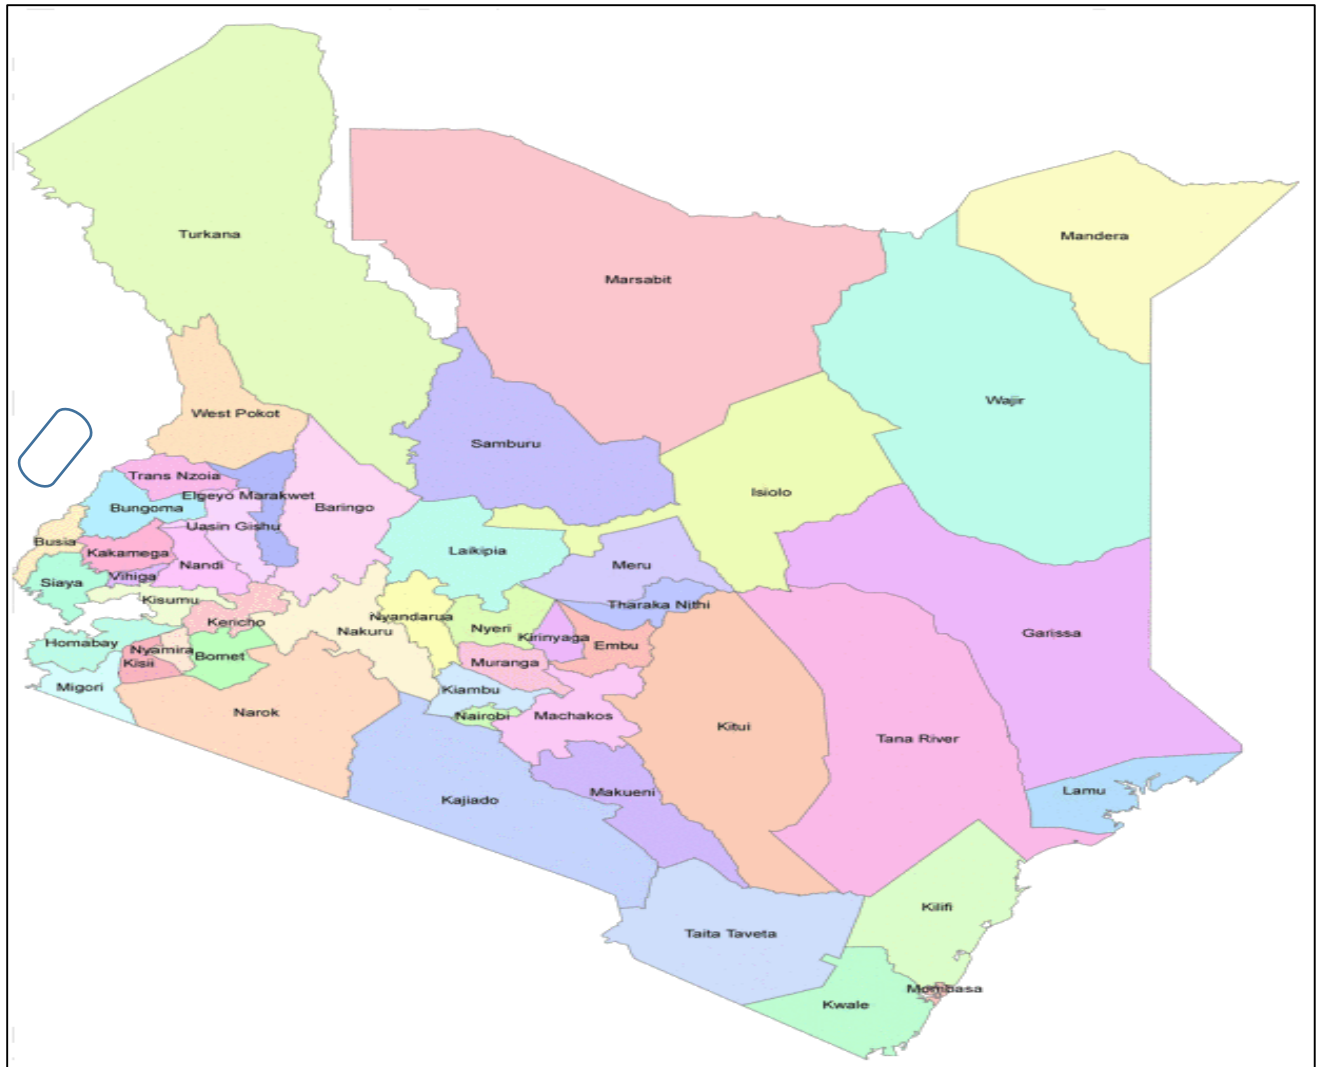 Turkana
Mandera
Marsabit
Wajir
West Pokot
Samburu
Trans Nzoia
Isiolo
Elgeyo Marakwet
Bungoma
Baringo
Uasin Gishu
Busia
Kakamega
Laikipia
Nandi
Meru
Vihiga
Siaya
Kisumu
Tharaka Nithi
Nyandarua
Kericho
Nyeri
Nakuru
Garissa
Kirinyaga
Homabay
Embu
Nyamira
Bomet
Kisii
Muranga
Migori
Kiambu
Narok
Nairobi
Machakos
Kitui
Tana River
Lamu
Makueni
Kajiado
Kilifi
Taita Taveta
Mombasa
Kwale